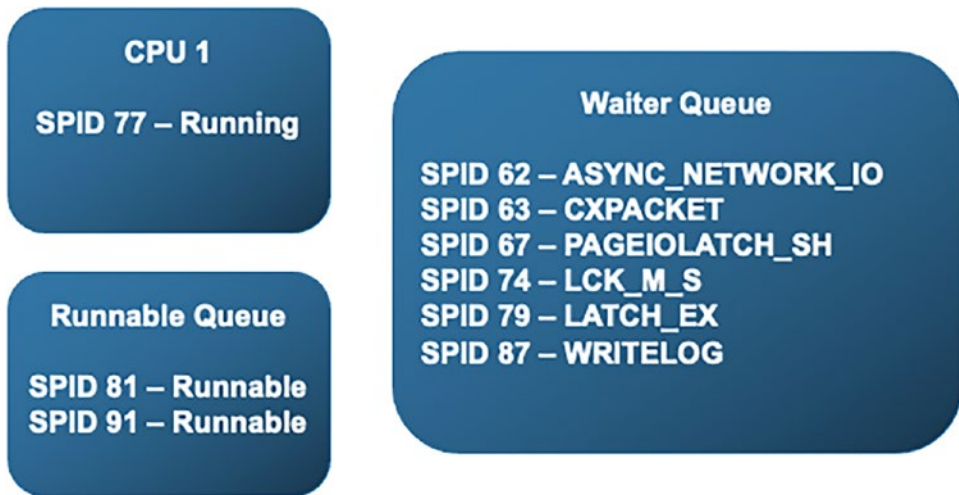 CPU 1
SPID 77 – Running
Runnable Queue
SPID 81 – Runnable
SPID 91 – Runnable
Waiter Queue
SPID 62 – ASYNC_NETWORK_IO
SPID 63 – CXPACKET
SPID 67 – PAGEIOLATCH_SH
SPID 74 – LCK_M_S
SPID 79 – LATCH_EX
SPID 87 – WRITELOG